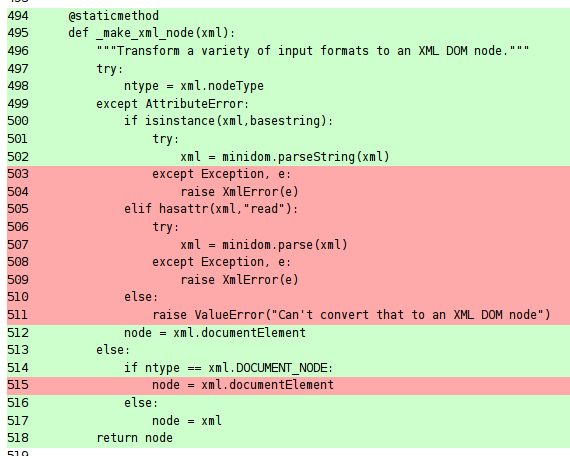 494 @staticmethod
495 def _make_xml_node(xml):
496 """Transform a variety of input formats to an XML DOM node."""
497 try:
498 ntype = xml.nodeType
499 except AttributeError:
500 if isinstance(xml,basestring):
501 try:
502 xml = minidom.parseString(xml)
503 except Exception, e:
504 raise XmlError(e)
505 elif hasattr(xml,"read"):
506 try:
507 xml = minidom.parse(xml)
508 except Exception, e:
509 raise XmlError(e)
510 else:
511 raise ValueError("Can't convert that to an XML DOM node")
512 node = xml.documentElement
513 else:
514 if ntype == xml.DOCUMENT_NODE:
515 node = xml.documentElement
516 else:
517 node = xml
518 return node